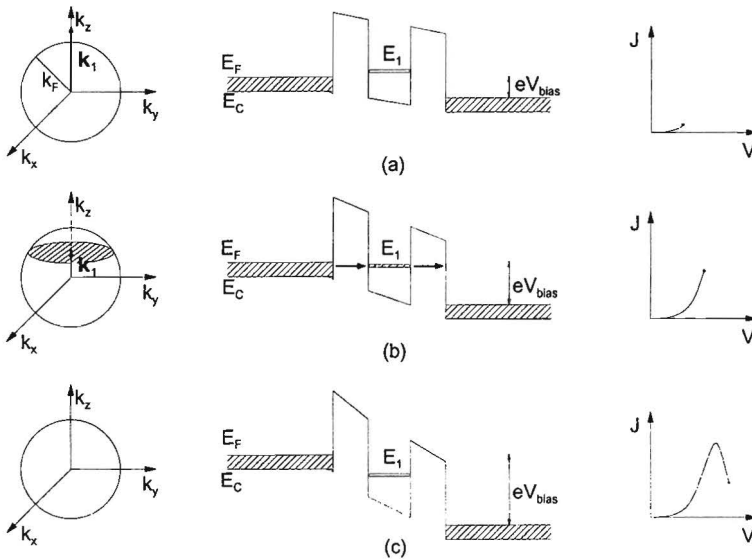 k_z
k_1
k_F
k_y
k_x
E_F
E_C
E_1
eV_bias
J
V
(a)
k_z
k_1
k_y
k_x
E_F
E_C
E_1
eV_bias
J
V
(b)
k_z
k_y
k_x
E_F
E_C
E_1
eV_bias
J
V
(c)